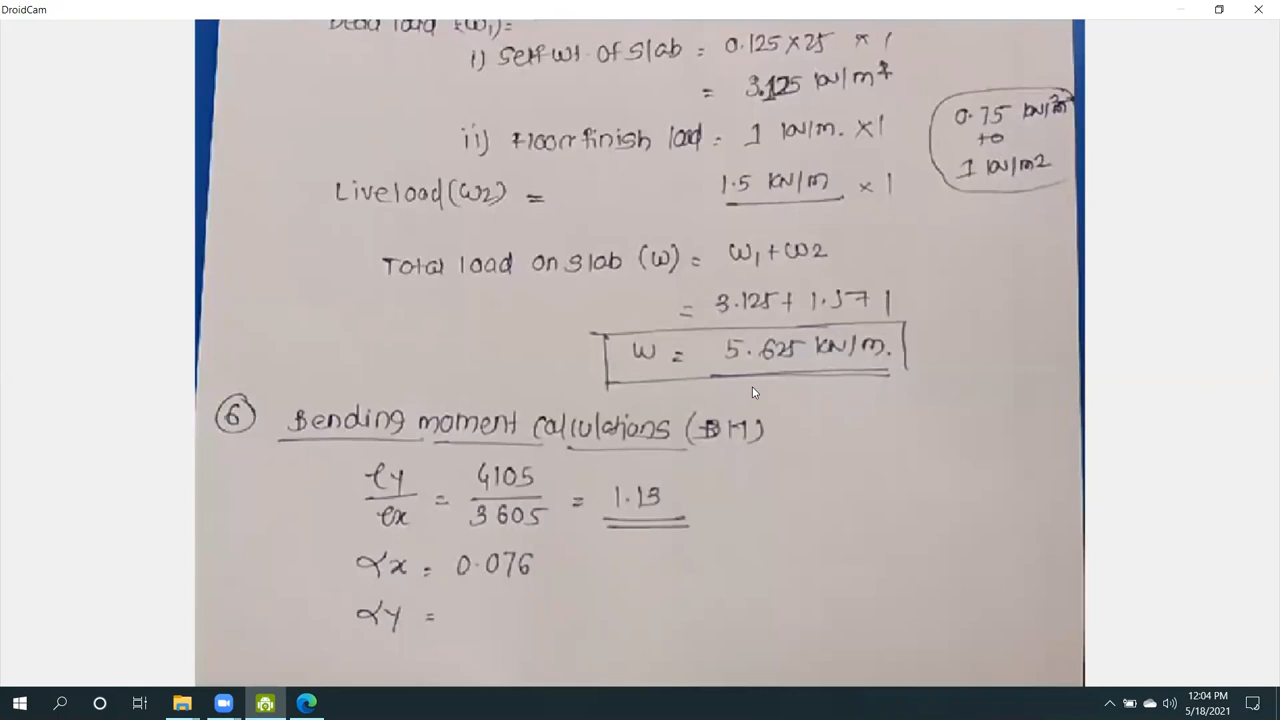 DroidCam
Dead load (w1)=
i) Self wt. of slab = 0.125 x 25 x 1
= 3.125 kN/m
ii) Floor finish load = 1 kN/m. x 1
0.75 kN/m2
to
1 kN/m2
Live load (w2) = 1.5 kN/m x 1
Total load on slab (w) = w1 + w2
= 3.125 + 1.5 + 1
w = 5.625 kN/m.
6 Bending moment calculations (BM)
ly/lx = 4105/3605 = 1.13
αx = 0.076
αy =
12:04 PM
5/18/2021